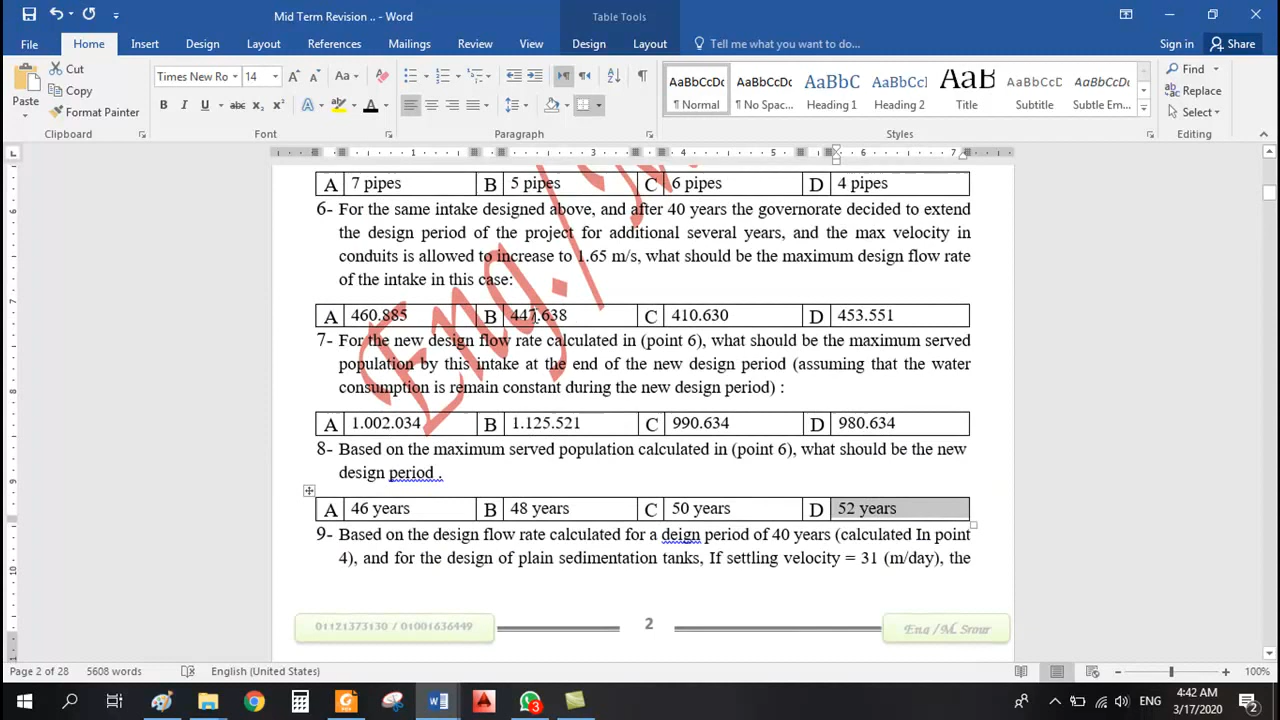 Mid Term Revision .. - Word
Table Tools
File
Home
Insert
Design
Layout
References
Mailings
Review
View
Design
Layout
Tell me what you want to do...
Sign in
Share
Paste
Cut
Copy
Format Painter
Clipboard
Times New Ro
14
Font
Paragraph
AaBbCcDc
¶ Normal
AaBbCcDc
¶ No Spac...
AaBbC
Heading 1
AaBbCcD
Heading 2
AaB
Title
AaBbCcD
Subtitle
AaBbCcDc
Subtle Em...
Styles
Find
Replace
Select
Editing
A 7 pipes B 5 pipes C 6 pipes D 4 pipes
6- For the same intake designed above, and after 40 years the governorate decided to extend
the design period of the project for additional several years, and the max velocity in
conduits is allowed to increase to 1.65 m/s, what should be the maximum design flow rate
of the intake in this case:
A 460.885 B 447.638 C 410.630 D 453.551
7- For the new design flow rate calculated in (point 6), what should be the maximum served
population by this intake at the end of the new design period (assuming that the water
consumption is remain constant during the new design period) :
A 1.002.034 B 1.125.521 C 990.634 D 980.634
8- Based on the maximum served population calculated in (point 6), what should be the new
design period .
A 46 years B 48 years C 50 years D 52 years
9- Based on the design flow rate calculated for a deign period of 40 years (calculated In point
4), and for the design of plain sedimentation tanks, If settling velocity = 31 (m/day), the
Eng./
01121373130 / 01001636449
2
Eng /M. Srour
Page 2 of 28
5608 words
English (United States)
100%
ENG
4:42 AM
3/17/2020
3
2